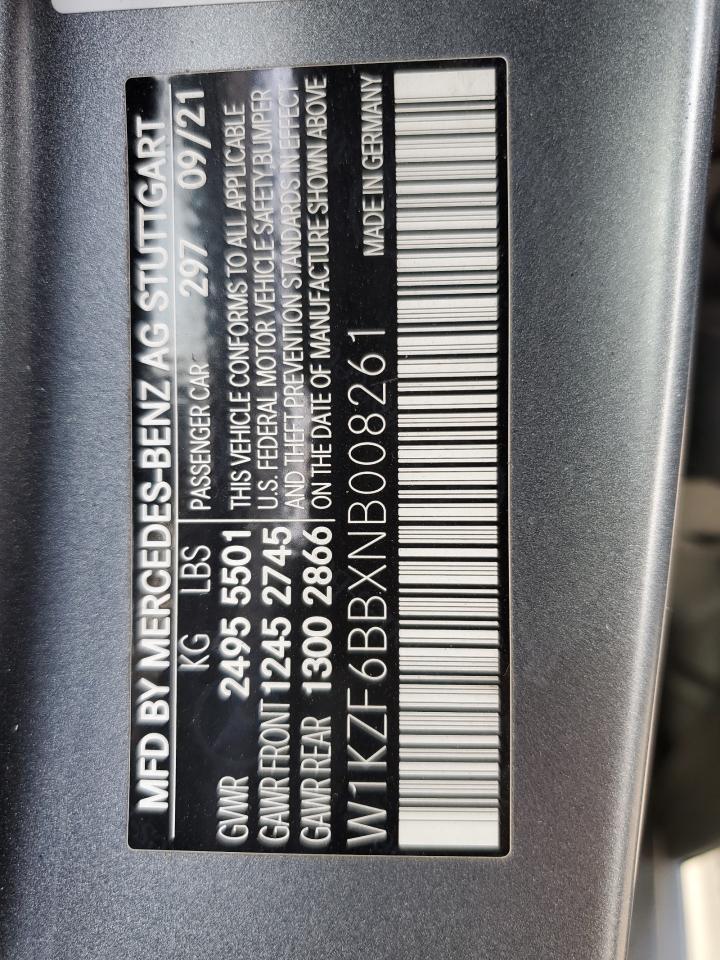 MFD BY MERCEDES-BENZ AG STUTTGART
KG LBS PASSENGER CAR 297 09/21
GVWR 2495 5501 THIS VEHICLE CONFORMS TO ALL APPLICABLE
GAWR FRONT 1245 2745 U.S. FEDERAL MOTOR VEHICLE SAFETY, BUMPER
GAWR REAR 1300 2866 AND THEFT PREVENTION STANDARDS IN EFFECT
ON THE DATE OF MANUFACTURE SHOWN ABOVE
W1KZF6BBXNB008261 MADE IN GERMANY